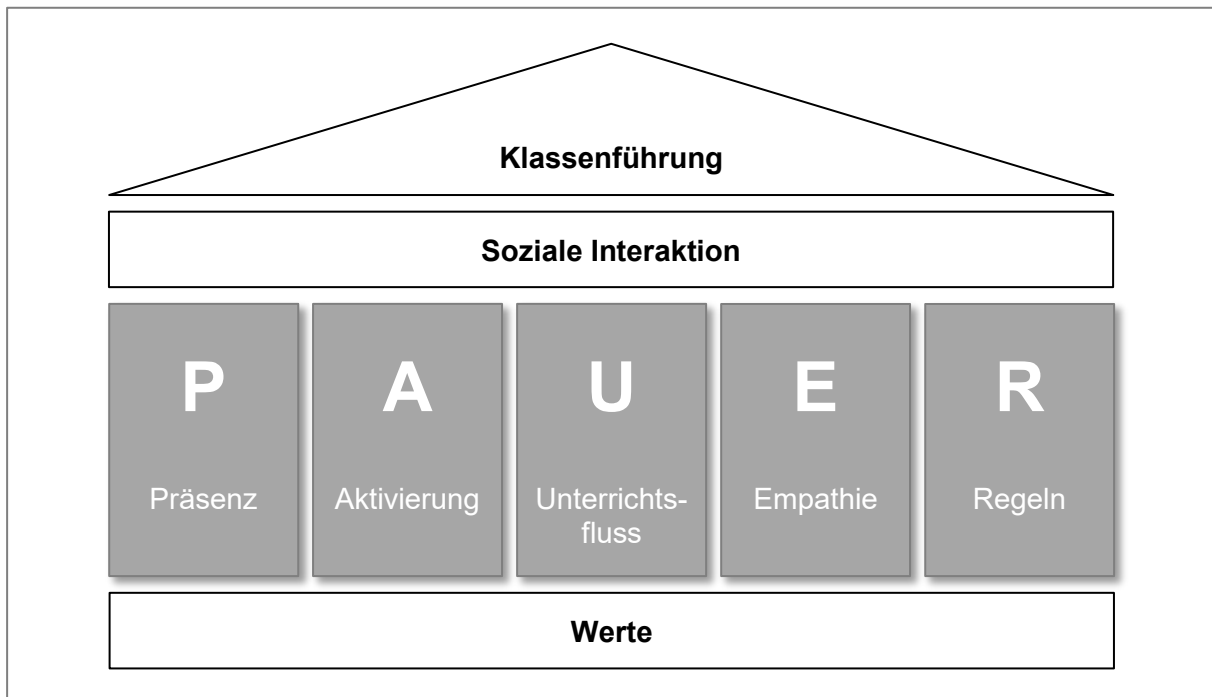 Klassenführung
Soziale Interaktion
P
A
U
E
R
Präsenz
Aktivierung
Unterrichts-
fluss
Empathie
Regeln
Werte